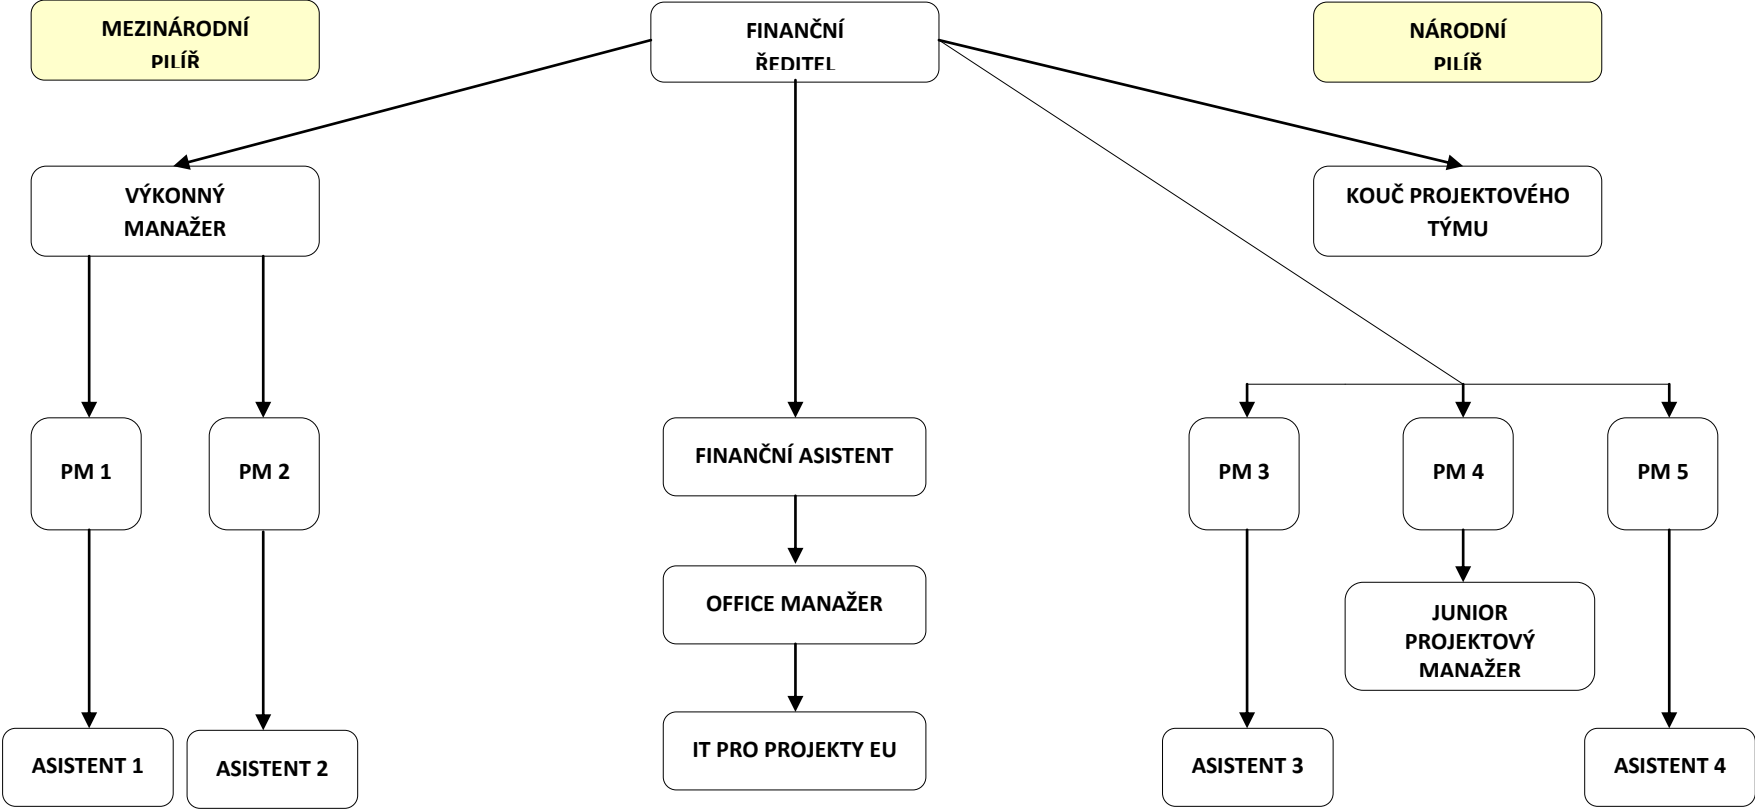 MEZINÁRODNÍ
PILÍŘ
FINANČNÍ
ŘEDITEL
NÁRODNÍ
PILÍŘ
VÝKONNÝ
MANAŽER
KOUČ PROJEKTOVÉHO
TÝMU
PM 1
PM 2
FINANČNÍ ASISTENT
PM 3
PM 4
PM 5
OFFICE MANAŽER
JUNIOR
PROJEKTOVÝ
MANAŽER
ASISTENT 1
ASISTENT 2
IT PRO PROJEKTY EU
ASISTENT 3
ASISTENT 4